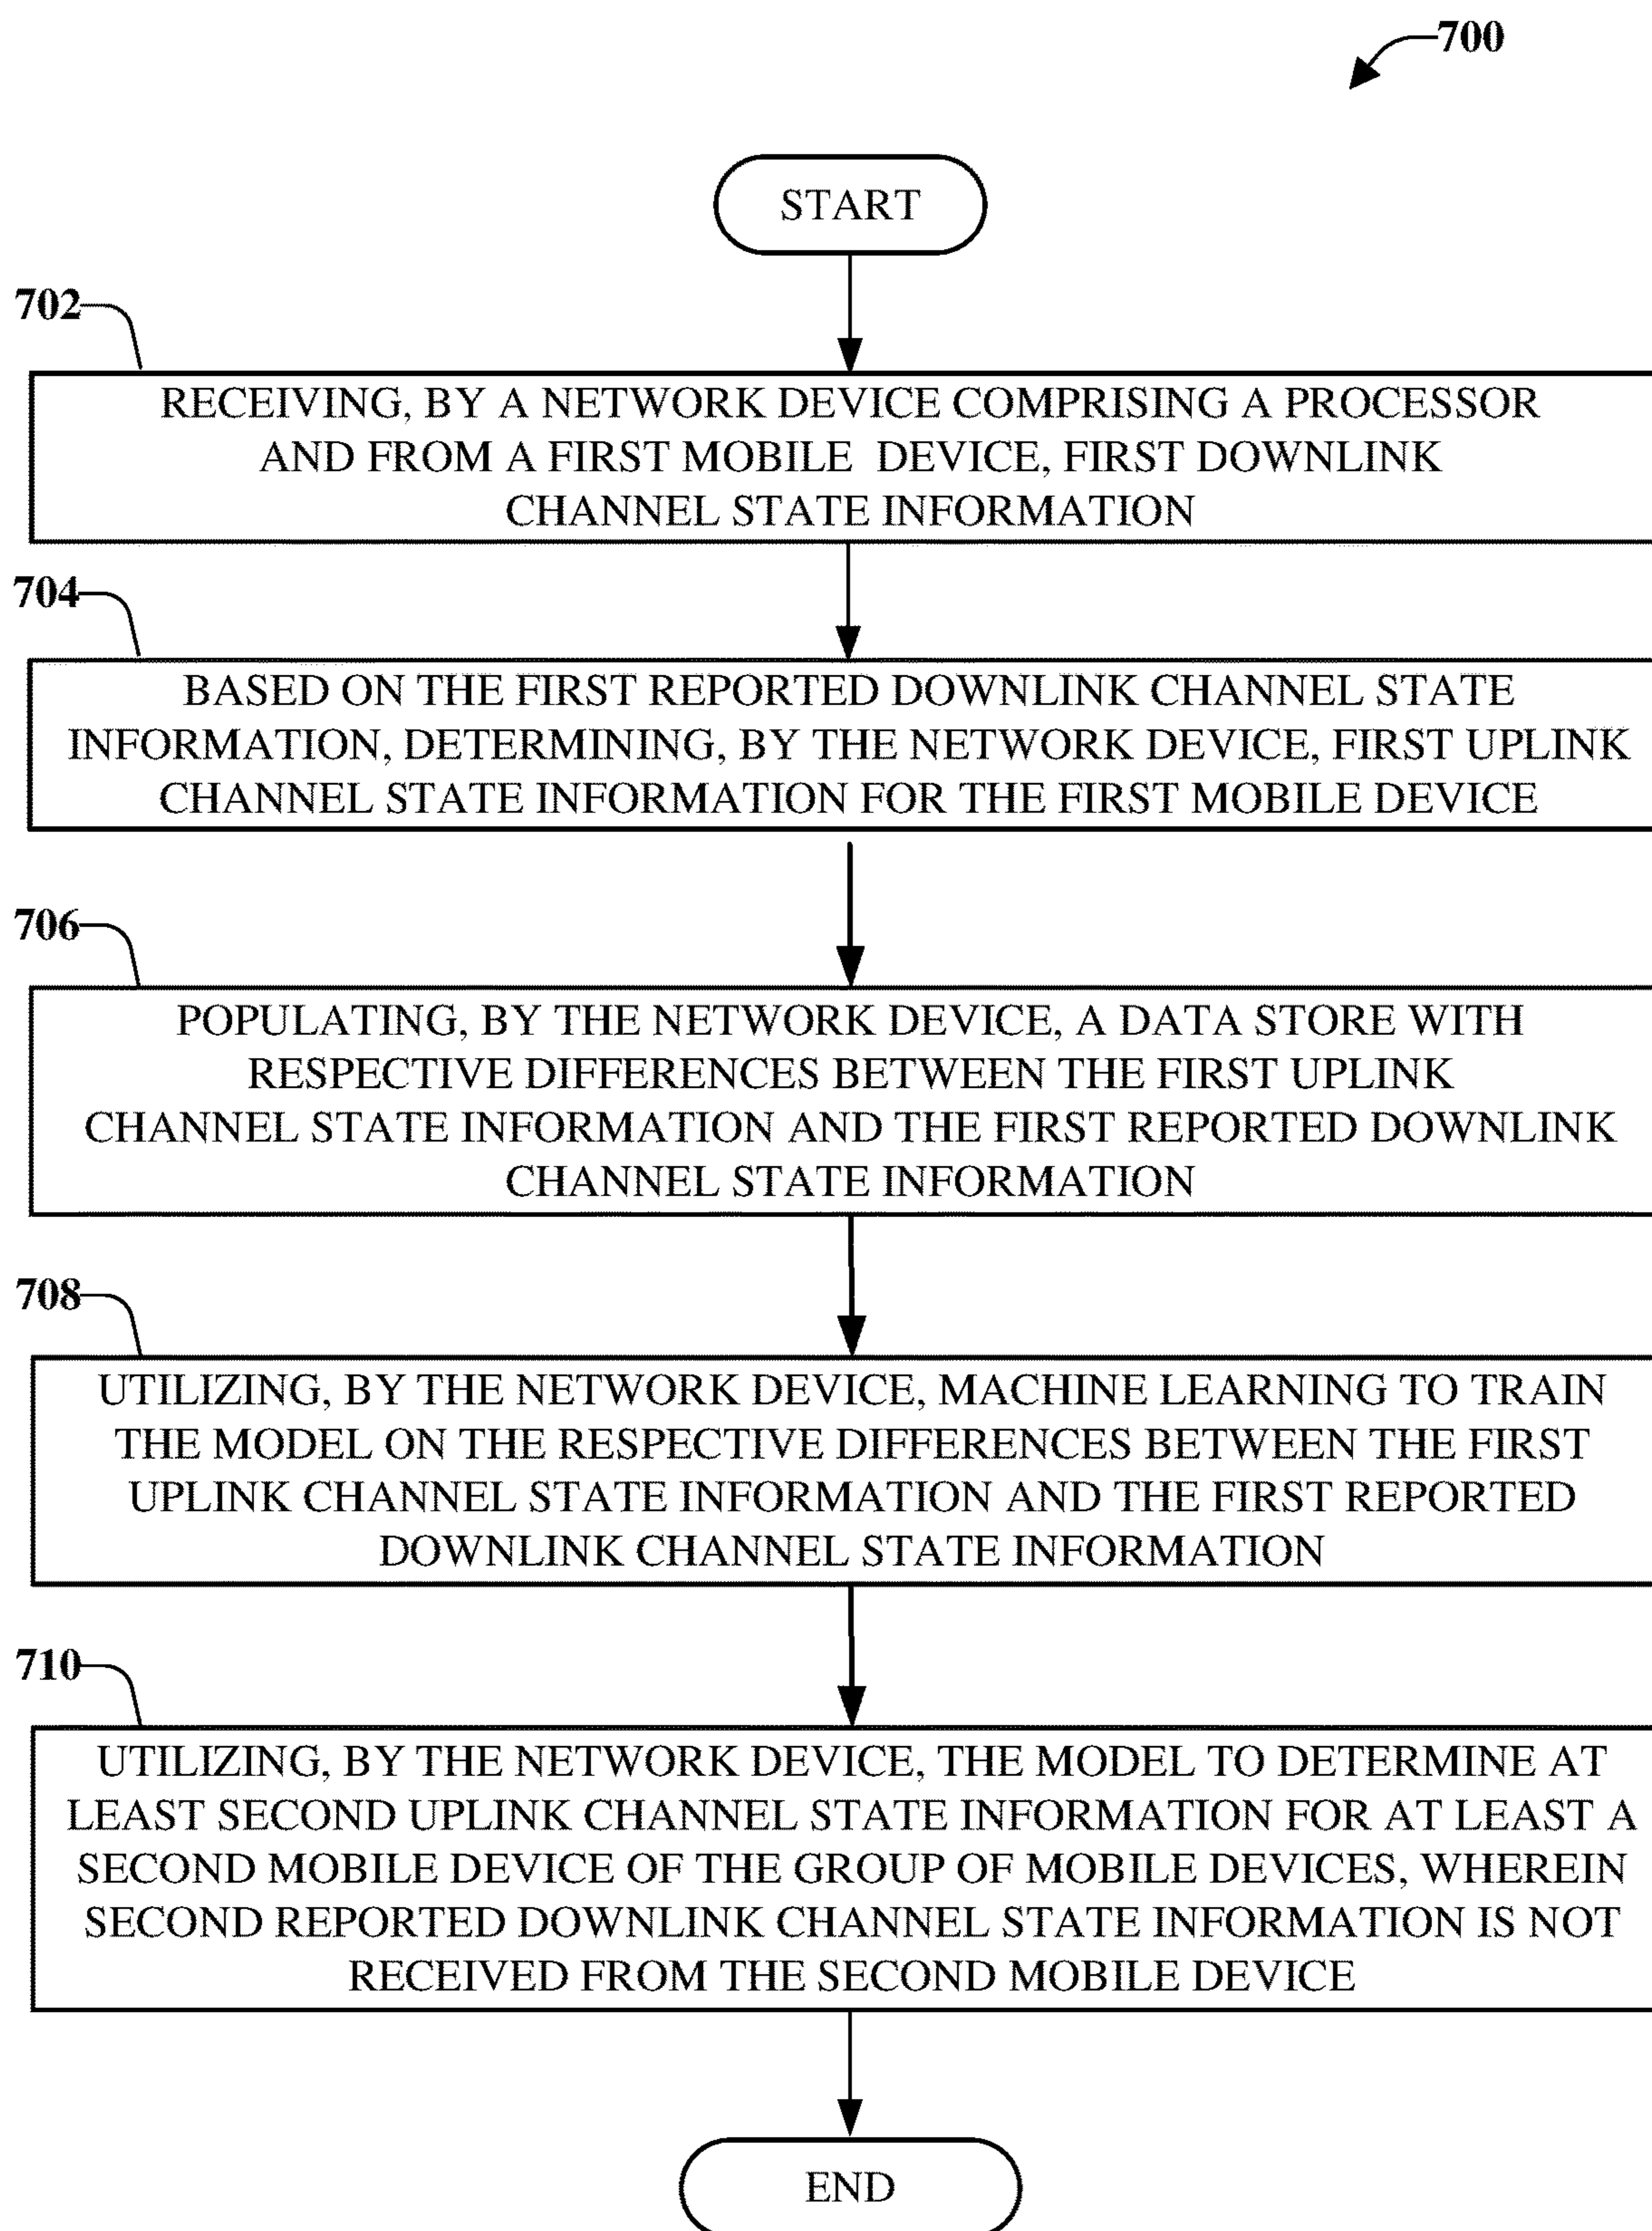 700
START
702
RECEIVING, BY A NETWORK DEVICE COMPRISING A PROCESSOR
AND FROM A FIRST MOBILE DEVICE, FIRST DOWNLINK
CHANNEL STATE INFORMATION
704
BASED ON THE FIRST REPORTED DOWNLINK CHANNEL STATE
INFORMATION, DETERMINING, BY THE NETWORK DEVICE, FIRST UPLINK
CHANNEL STATE INFORMATION FOR THE FIRST MOBILE DEVICE
706
POPULATING, BY THE NETWORK DEVICE, A DATA STORE WITH
RESPECTIVE DIFFERENCES BETWEEN THE FIRST UPLINK
CHANNEL STATE INFORMATION AND THE FIRST REPORTED DOWNLINK
CHANNEL STATE INFORMATION
708
UTILIZING, BY THE NETWORK DEVICE, MACHINE LEARNING TO TRAIN
THE MODEL ON THE RESPECTIVE DIFFERENCES BETWEEN THE FIRST
UPLINK CHANNEL STATE INFORMATION AND THE FIRST REPORTED
DOWNLINK CHANNEL STATE INFORMATION
710
UTILIZING, BY THE NETWORK DEVICE, THE MODEL TO DETERMINE AT
LEAST SECOND UPLINK CHANNEL STATE INFORMATION FOR AT LEAST A
SECOND MOBILE DEVICE OF THE GROUP OF MOBILE DEVICES, WHEREIN
SECOND REPORTED DOWNLINK CHANNEL STATE INFORMATION IS NOT
RECEIVED FROM THE SECOND MOBILE DEVICE
END